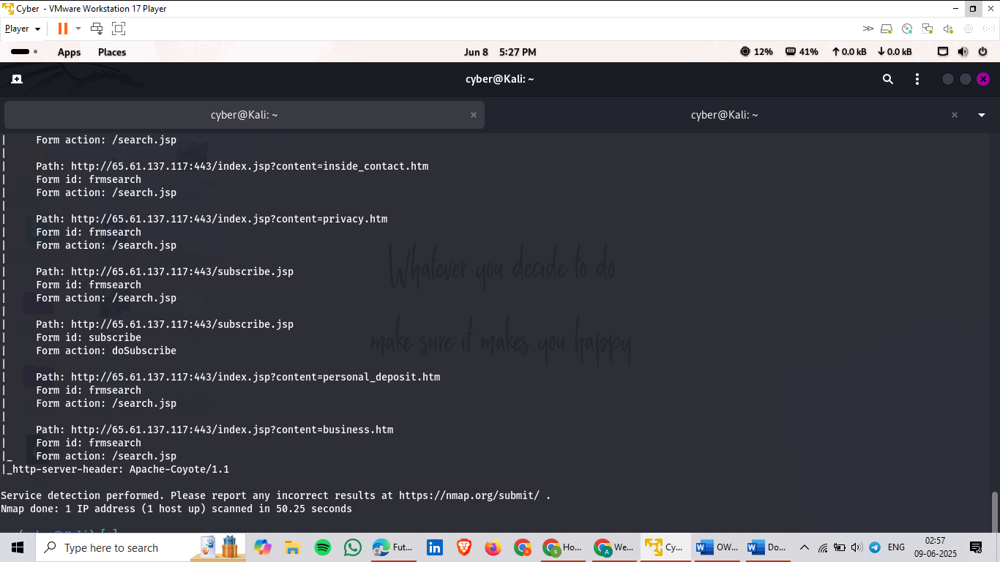 Cyber - VMware Workstation 17 Player
Player
Apps Places Jun 8 5:27 PM 12% 41% 0.0 kB 0.0 kB
cyber@Kali: ~
cyber@Kali: ~ cyber@Kali: ~
| Form action: /search.jsp
|
| Path: http://65.61.137.117:443/index.jsp?content=inside_contact.htm
| Form id: frmsearch
| Form action: /search.jsp
|
| Path: http://65.61.137.117:443/index.jsp?content=privacy.htm
| Form id: frmsearch
| Form action: /search.jsp
|
| Path: http://65.61.137.117:443/subscribe.jsp
| Form id: frmsearch
| Form action: /search.jsp
|
| Path: http://65.61.137.117:443/subscribe.jsp
| Form id: subscribe
| Form action: doSubscribe
|
| Path: http://65.61.137.117:443/index.jsp?content=personal_deposit.htm
| Form id: frmsearch
| Form action: /search.jsp
|
| Path: http://65.61.137.117:443/index.jsp?content=business.htm
| Form id: frmsearch
|_ Form action: /search.jsp
|_http-server-header: Apache-Coyote/1.1
Whatever you decide to do
make sure it makes you happy
Service detection performed. Please report any incorrect results at https://nmap.org/submit/ .
Nmap done: 1 IP address (1 host up) scanned in 50.25 seconds
Type here to search Fut... Ho... We... Cy... OW... Do... ENG 02:57
09-06-2025